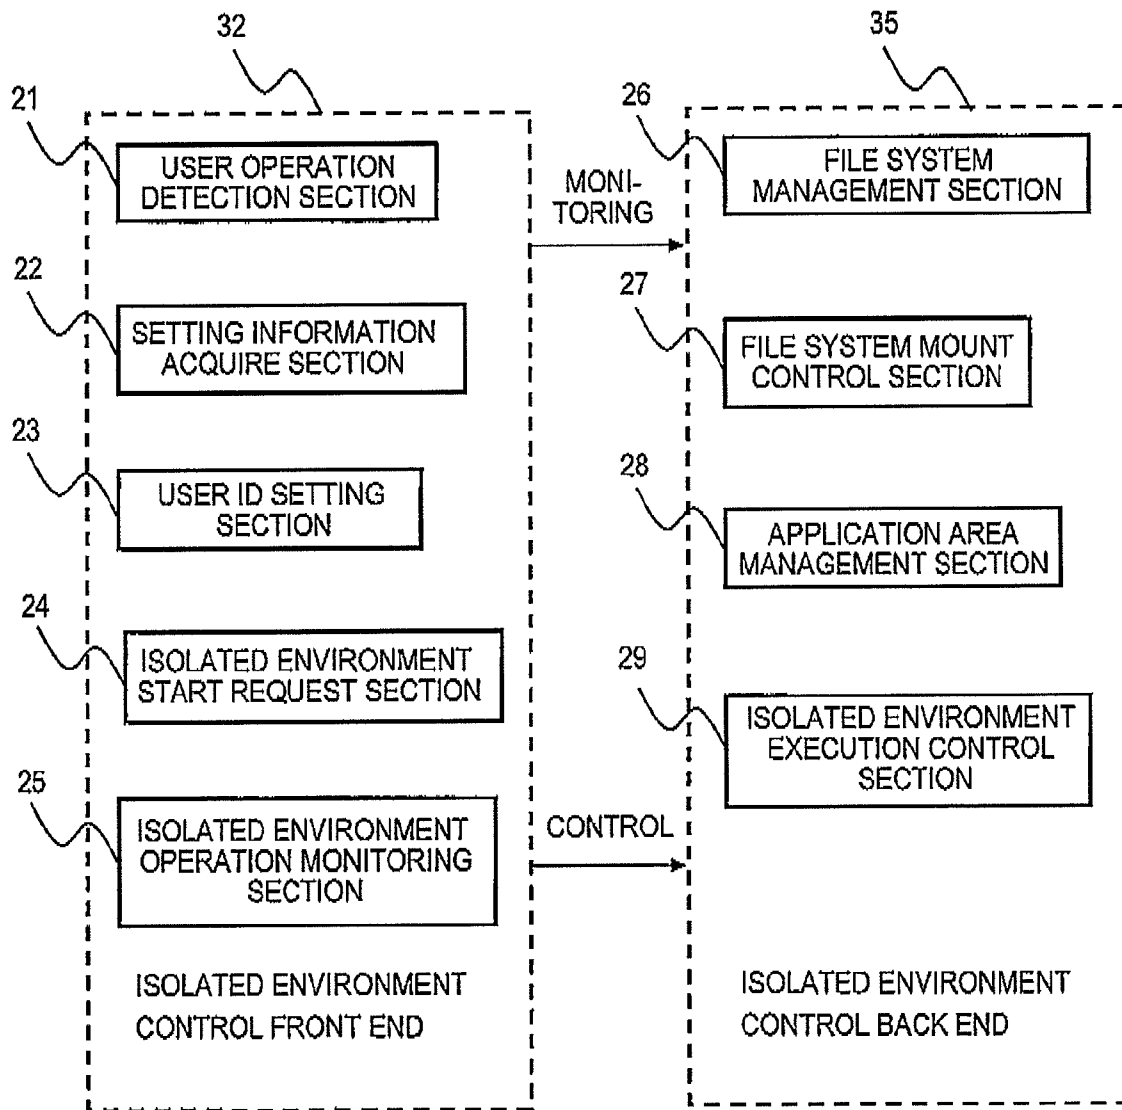 32
21
USER OPERATION
DETECTION SECTION
22
SETTING INFORMATION
ACQUIRE SECTION
23
USER ID SETTING
SECTION
24
ISOLATED ENVIRONMENT
START REQUEST SECTION
25
ISOLATED ENVIRONMENT
OPERATION MONITORING
SECTION
ISOLATED ENVIRONMENT
CONTROL FRONT END
MONI-
TORING
CONTROL
35
26
FILE SYSTEM
MANAGEMENT SECTION
27
FILE SYSTEM MOUNT
CONTROL SECTION
28
APPLICATION AREA
MANAGEMENT SECTION
29
ISOLATED ENVIRONMENT
EXECUTION CONTROL
SECTION
ISOLATED ENVIRONMENT
CONTROL BACK END